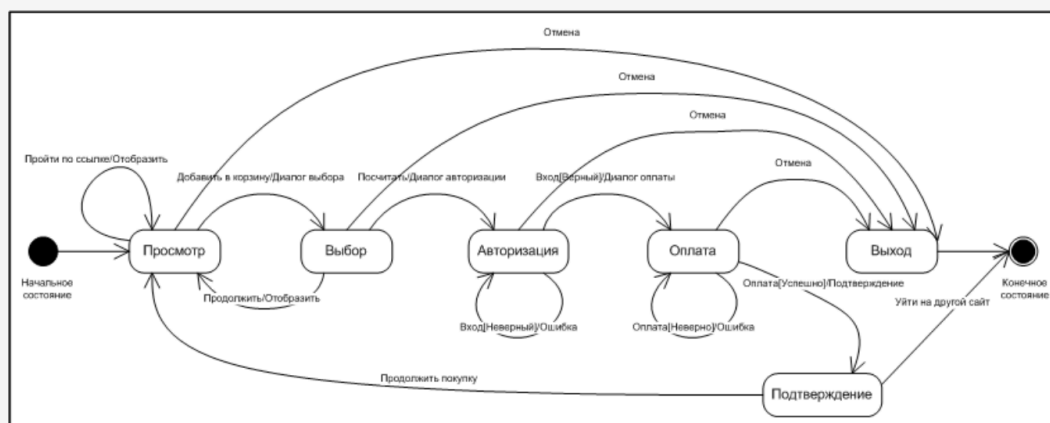 Отмена
Отмена
Отмена
Пройти по ссылке/Отобразить
Добавить в корзину/Диалог выбора
Посчитать/Диалог авторизации
Вход[Верный]/Диалог оплаты
Отмена
Просмотр
Выбор
Авторизация
Оплата
Выход
Начальное
состояние
Конечное
состояние
Оплата[Успешно]/Подтверждение
Продолжить/Отобразить
Уйти на другой сайт
Вход[Неверный]/Ошибка
Оплата[Неверно]/Ошибка
Продолжить покупку
Подтверждение